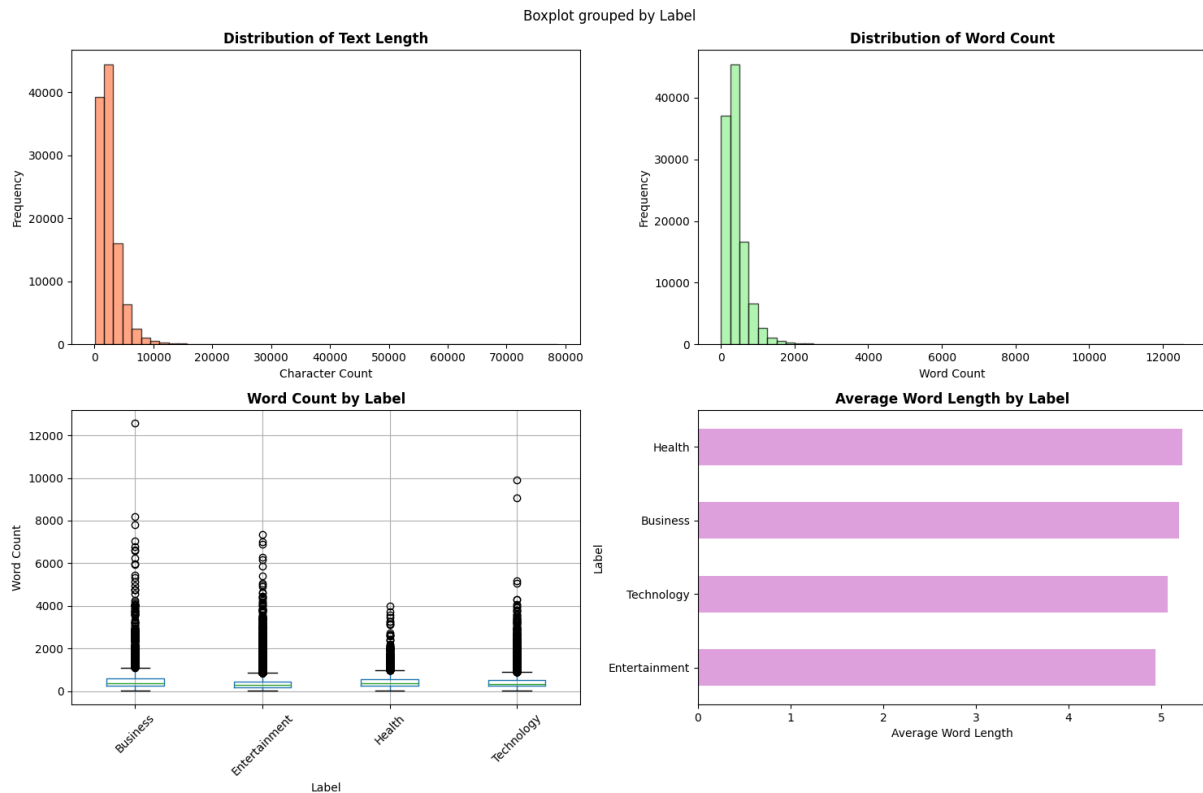 Boxplot grouped by Label
Distribution of Text Length
Frequency
40000
30000
20000
10000
0
0 10000 20000 30000 40000 50000 60000 70000 80000
Character Count
Distribution of Word Count
Frequency
40000
30000
20000
10000
0
0 2000 4000 6000 8000 10000 12000
Word Count
Word Count by Label
Word Count
12000
10000
8000
6000
4000
2000
0
Business Entertainment Health Technology
Label
Average Word Length by Label
Label
Health
Business
Technology
Entertainment
0 1 2 3 4 5
Average Word Length